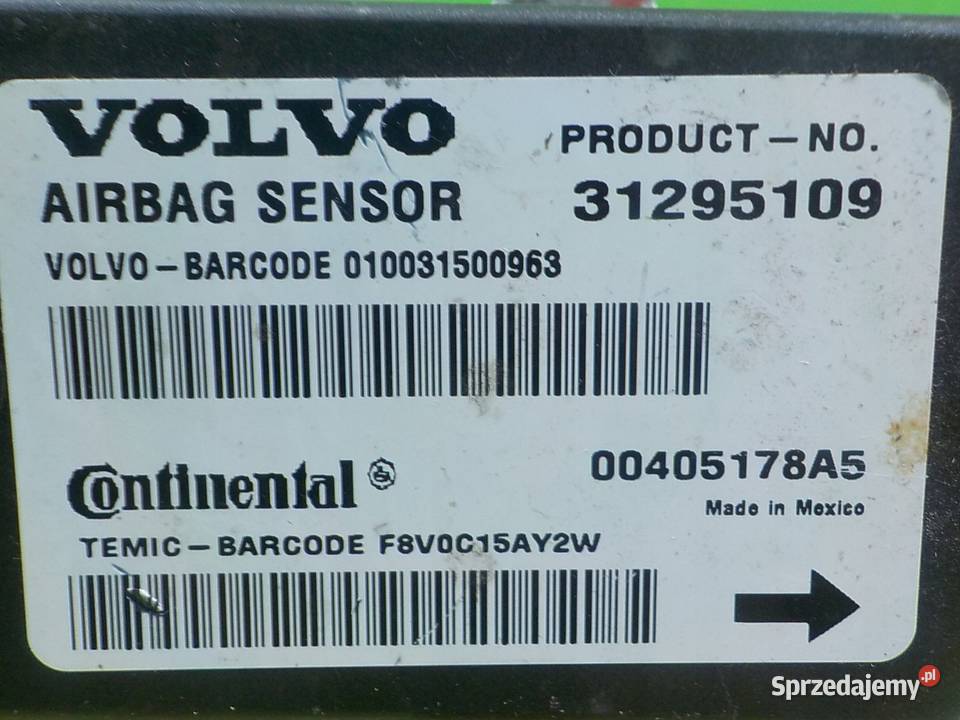 VOLVO
PRODUCT-NO.
AIRBAG SENSOR
31295109
VOLVO-BARCODE 010031500963
Continental
00405178A5
Made in Mexico
TEMIC-BARCODE F8V0C15AY2W
Sprzedajemy.pl